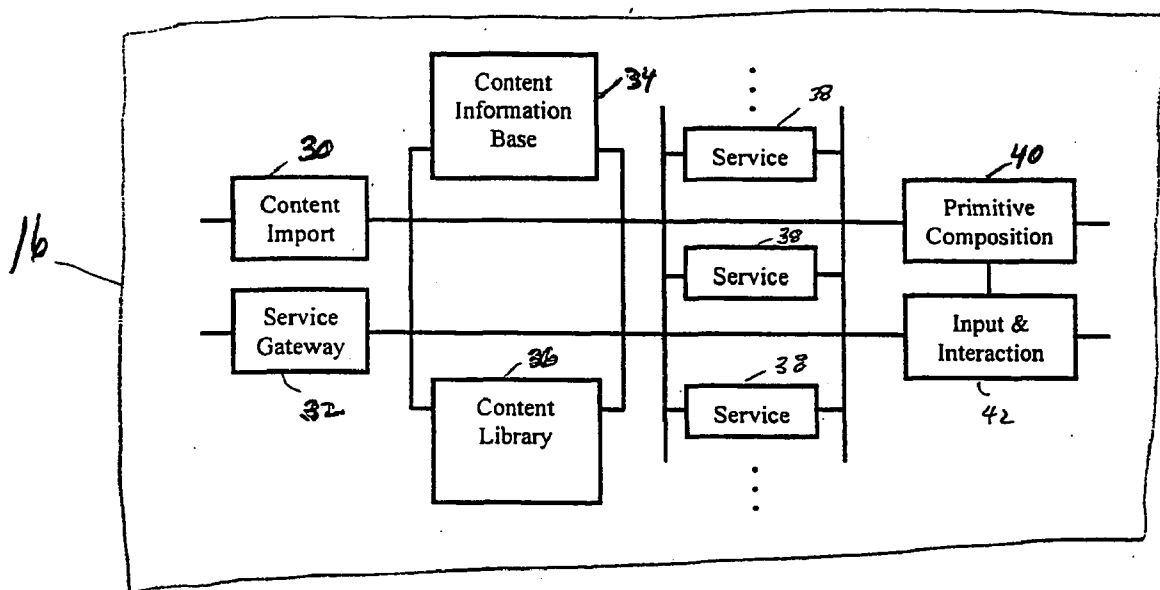 34
Content
Information
Base
38
Service
30
Content
Import
40
Primitive
Composition
16
38
Service
Service
Gateway
32
Input &
Interaction
42
36
Content
Library
38
Service